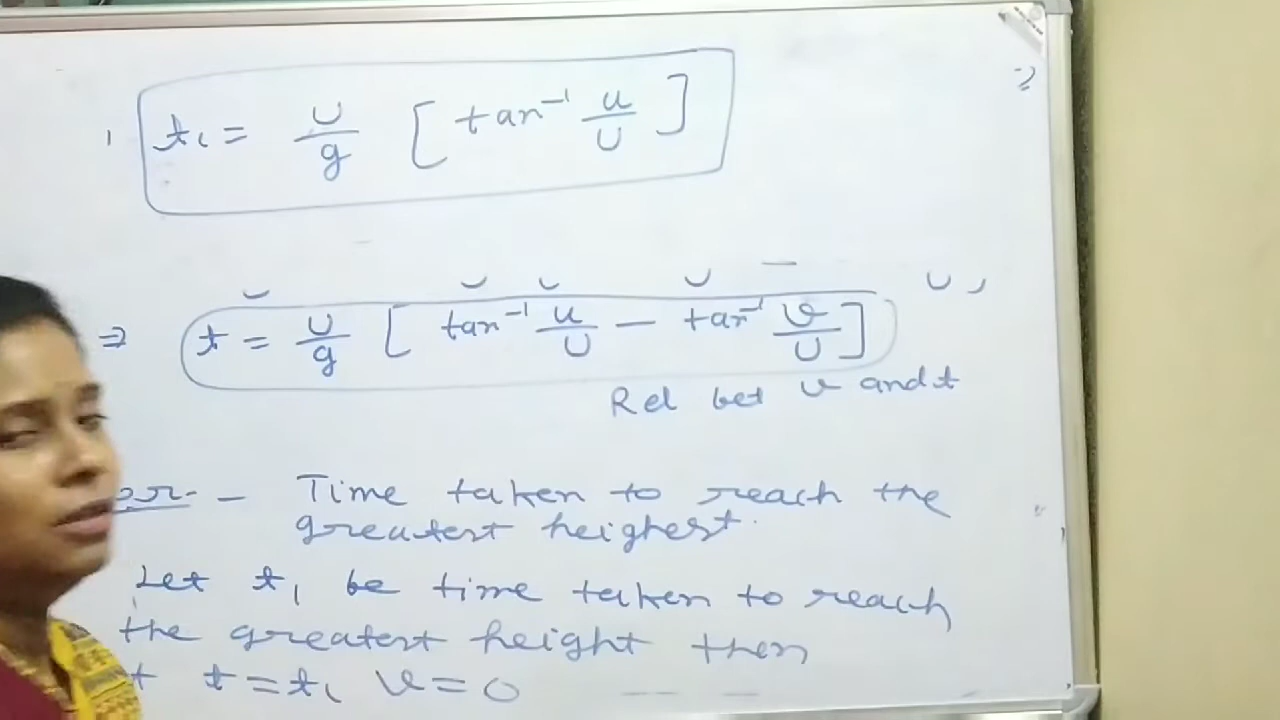 t₁ = U/g [ tan⁻¹ u/U ]
⇒ t = U/g [ tan⁻¹ u/U − tan⁻¹ v/U ]
Rel bet v and t
or - Time taken to reach the
greatest heighest.
Let t₁ be time taken to reach
the greatest height then
t t = t₁ v = 0